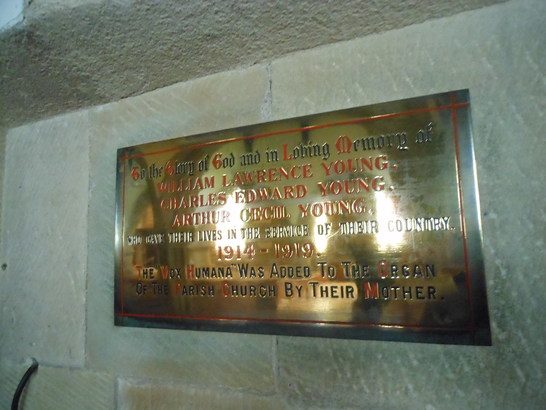 To the Glory of God and in Loving Memory of
WILLIAM LAWRENCE YOUNG.
CHARLES EDWARD YOUNG.
ARTHUR CECIL YOUNG.
WHO GAVE THEIR LIVES IN THE SERVICE OF THEIR COUNTRY.
1914 - 1919.
THE "VOX HUMANA" WAS ADDED TO THE ORGAN
OF THE PARISH CHURCH BY THEIR MOTHER.